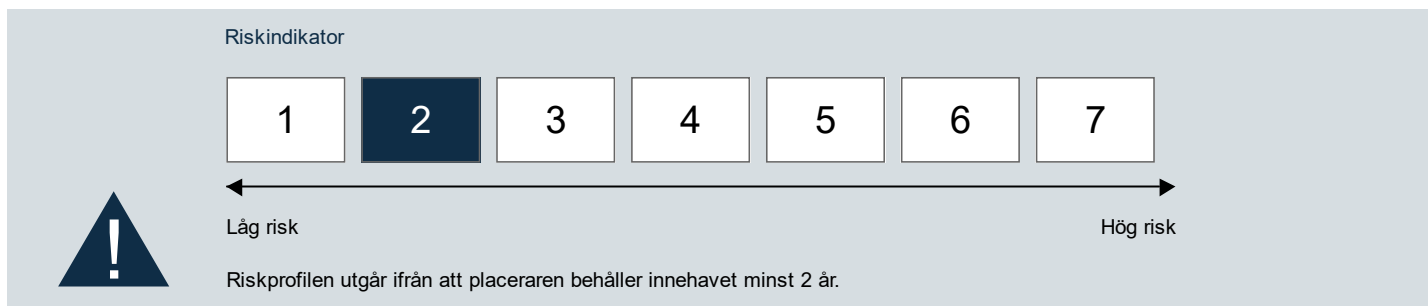 Riskindikator
1 2 3 4 5 6 7
Låg risk Hög risk
!
Riskprofilen utgår ifrån att placeraren behåller innehavet minst 2 år.